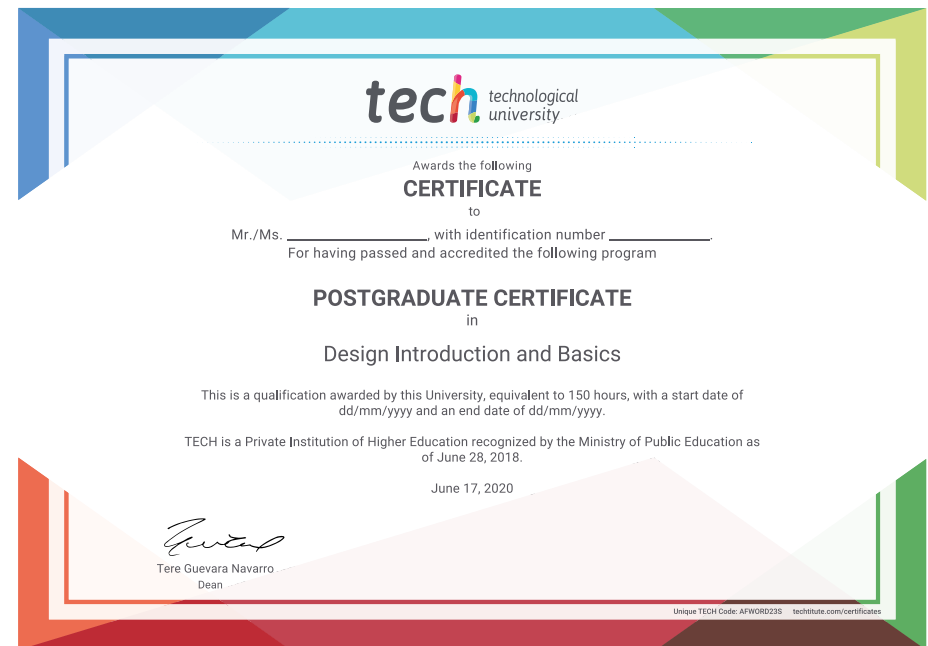 tech technological
university
Awards the following
CERTIFICATE
to
Mr./Ms. ____________________, with identification number ______________.
For having passed and accredited the following program
POSTGRADUATE CERTIFICATE
in
Design Introduction and Basics
This is a qualification awarded by this University, equivalent to 150 hours, with a start date of
dd/mm/yyyy and an end date of dd/mm/yyyy.
TECH is a Private Institution of Higher Education recognized by the Ministry of Public Education as
of June 28, 2018.
June 17, 2020
Tere Guevara Navarro
Dean
Unique TECH Code: AFWORD23S techtitute.com/certificates